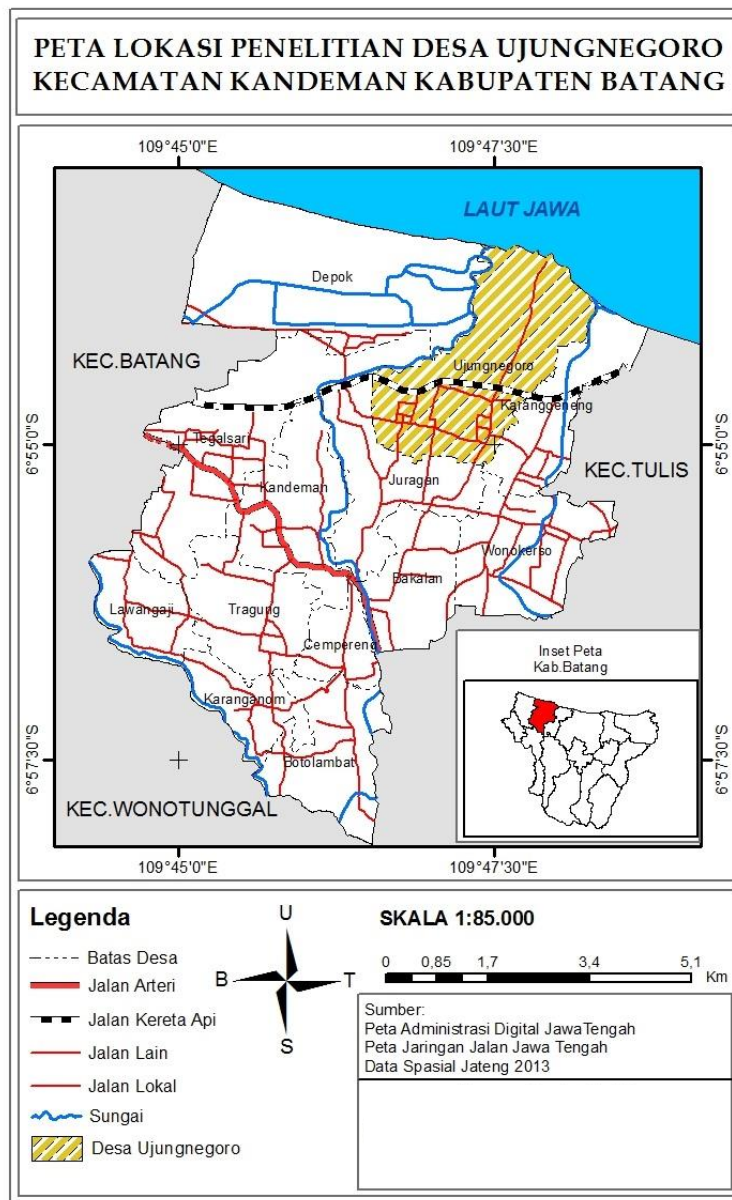 PETA LOKASI PENELITIAN DESA UJUNGNEGORO
KECAMATAN KANDEMAN KABUPATEN BATANG
109°45'0"E
109°47'30"E
LAUT JAWA
Depok
KEC.BATANG
Ujungnegoro
Karanggeneng
6°55'0"S
6°55'0"S
Tegalsari
KEC.TULIS
Kandeman
Juragan
Wonokerso
Bakalan
Lawangaji
Tragung
Cempereng
Inset Peta
Kab.Batang
Karanganom
Botolambat
6°57'30"S
6°57'30"S
KEC.WONOTUNGGAL
109°45'0"E
109°47'30"E
Legenda
Batas Desa
Jalan Arteri
Jalan Kereta Api
Jalan Lain
Jalan Lokal
Sungai
Desa Ujungnegoro
U
B
T
S
SKALA 1:85.000
0 0,85 1,7 3,4 5,1
Km
Sumber:
Peta Administrasi Digital JawaTengah
Peta Jaringan Jalan Jawa Tengah
Data Spasial Jateng 2013